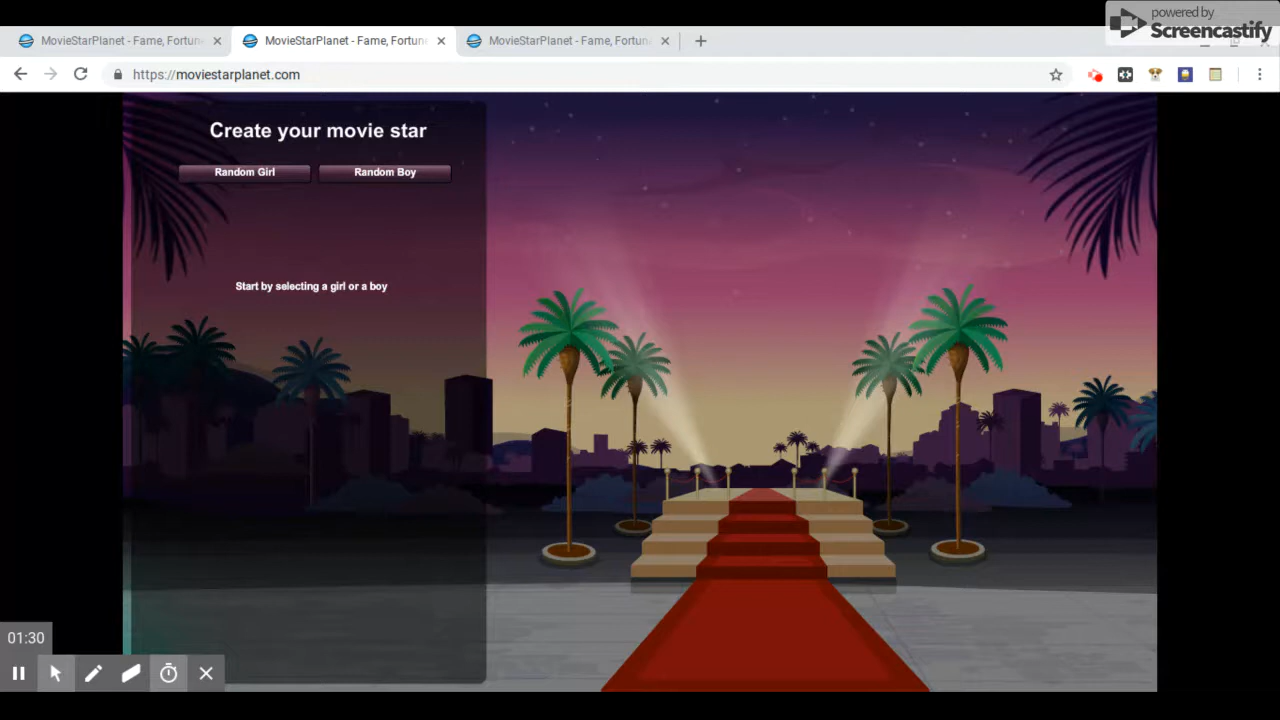 powered by
Screencastify
MovieStarPlanet - Fame, Fortun
MovieStarPlanet - Fame, Fortune
MovieStarPlanet - Fame, Fortun
https://moviestarplanet.com
Create your movie star
Random Girl
Random Boy
Start by selecting a girl or a boy
01:30